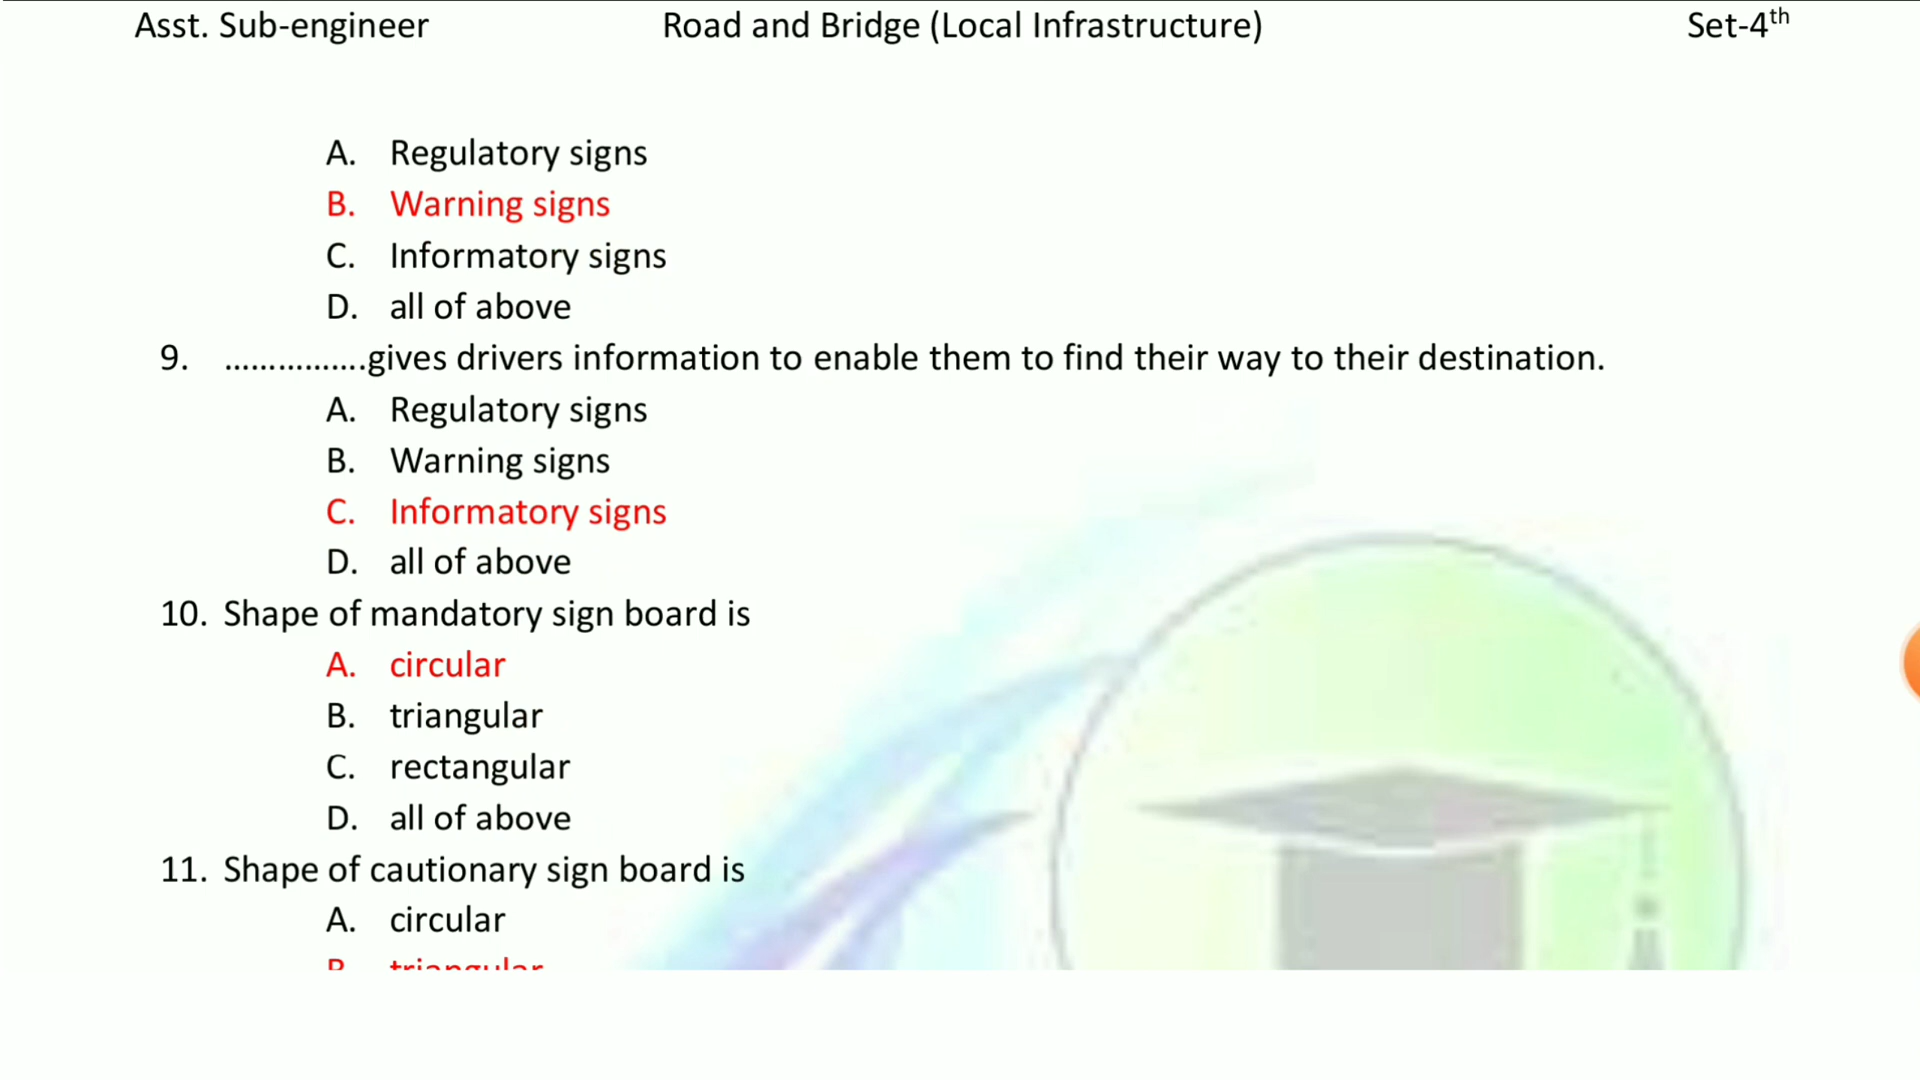 Asst. Sub-engineer Road and Bridge (Local Infrastructure) Set-4th
A. Regulatory signs
B. Warning signs
C. Informatory signs
D. all of above
9. ................gives drivers information to enable them to find their way to their destination.
A. Regulatory signs
B. Warning signs
C. Informatory signs
D. all of above
10. Shape of mandatory sign board is
A. circular
B. triangular
C. rectangular
D. all of above
11. Shape of cautionary sign board is
A. circular
B. triangular